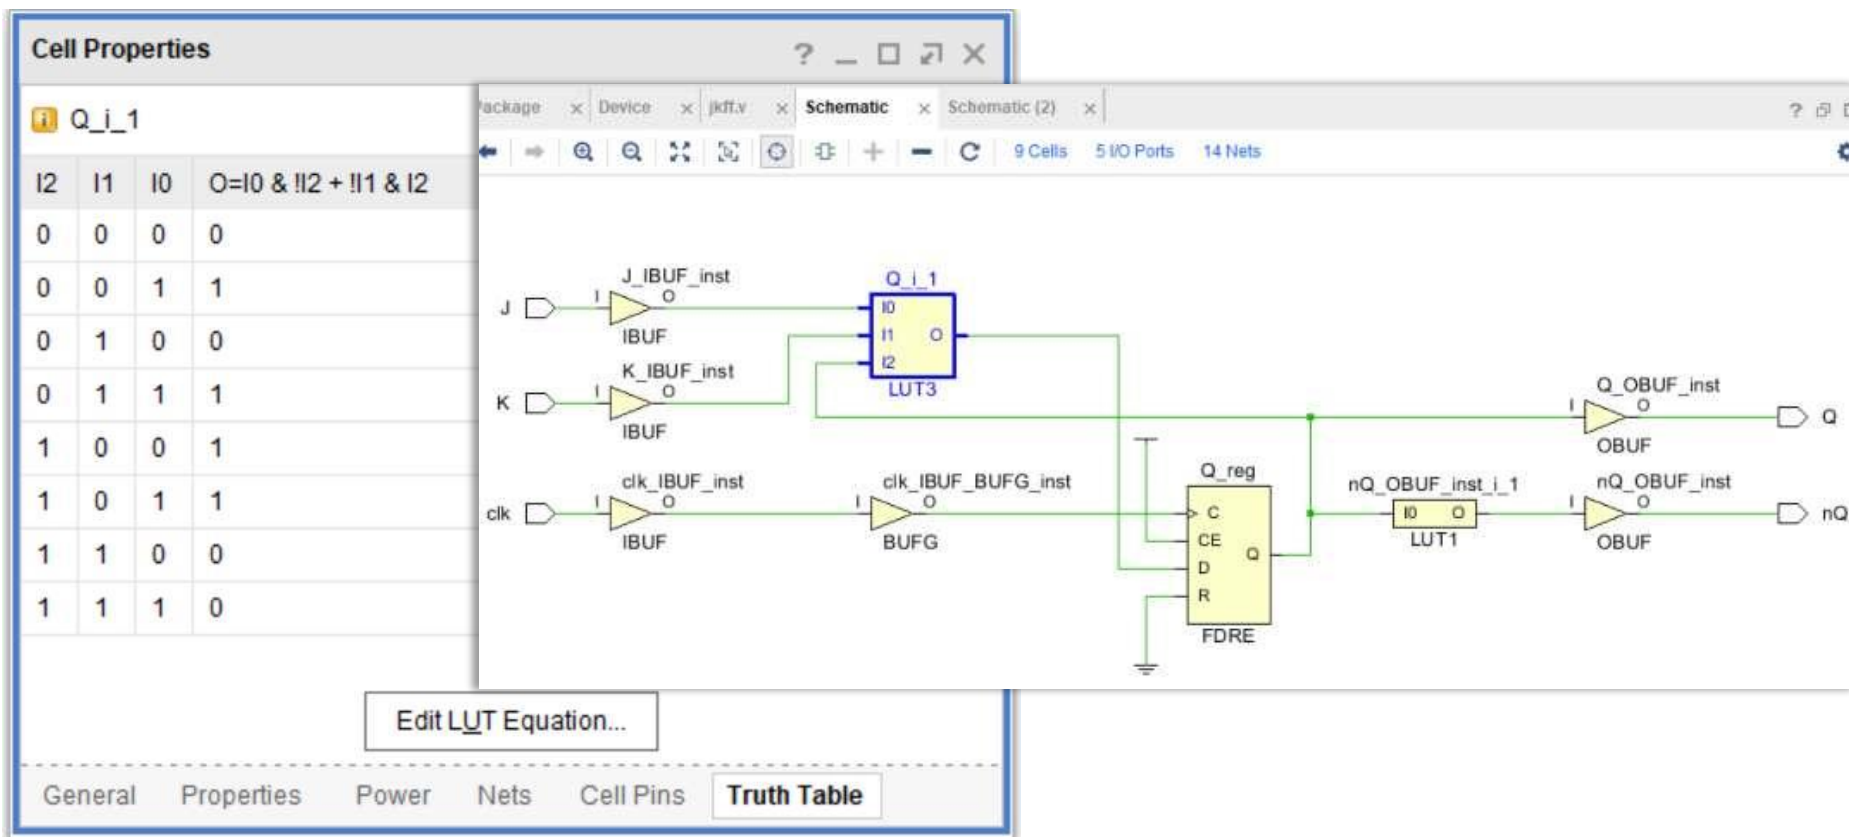 Cell Properties
Q_i_1
I2 I1 I0 O=I0 & !I2 + !I1 & I2
0 0 0 0
0 0 1 1
0 1 0 0
0 1 1 1
1 0 0 1
1 0 1 1
1 1 0 0
1 1 1 0
Edit LUT Equation...
General Properties Power Nets Cell Pins Truth Table
Device jkff.v Schematic Schematic (2)
9 Cells 5 I/O Ports 14 Nets
J_IBUF_inst
J
I
O
IBUF
Q_i_1
I0
I1 O
I2
LUT3
K_IBUF_inst
K
I
O
IBUF
clk_IBUF_inst
clk
I
O
IBUF
clk_IBUF_BUFG_inst
I
O
BUFG
Q_reg
C
CE
D
R
Q
FDRE
Q_OBUF_inst
I
O
Q
OBUF
nQ_OBUF_inst_i_1
I0 O
LUT1
nQ_OBUF_inst
I
O
nQ
OBUF